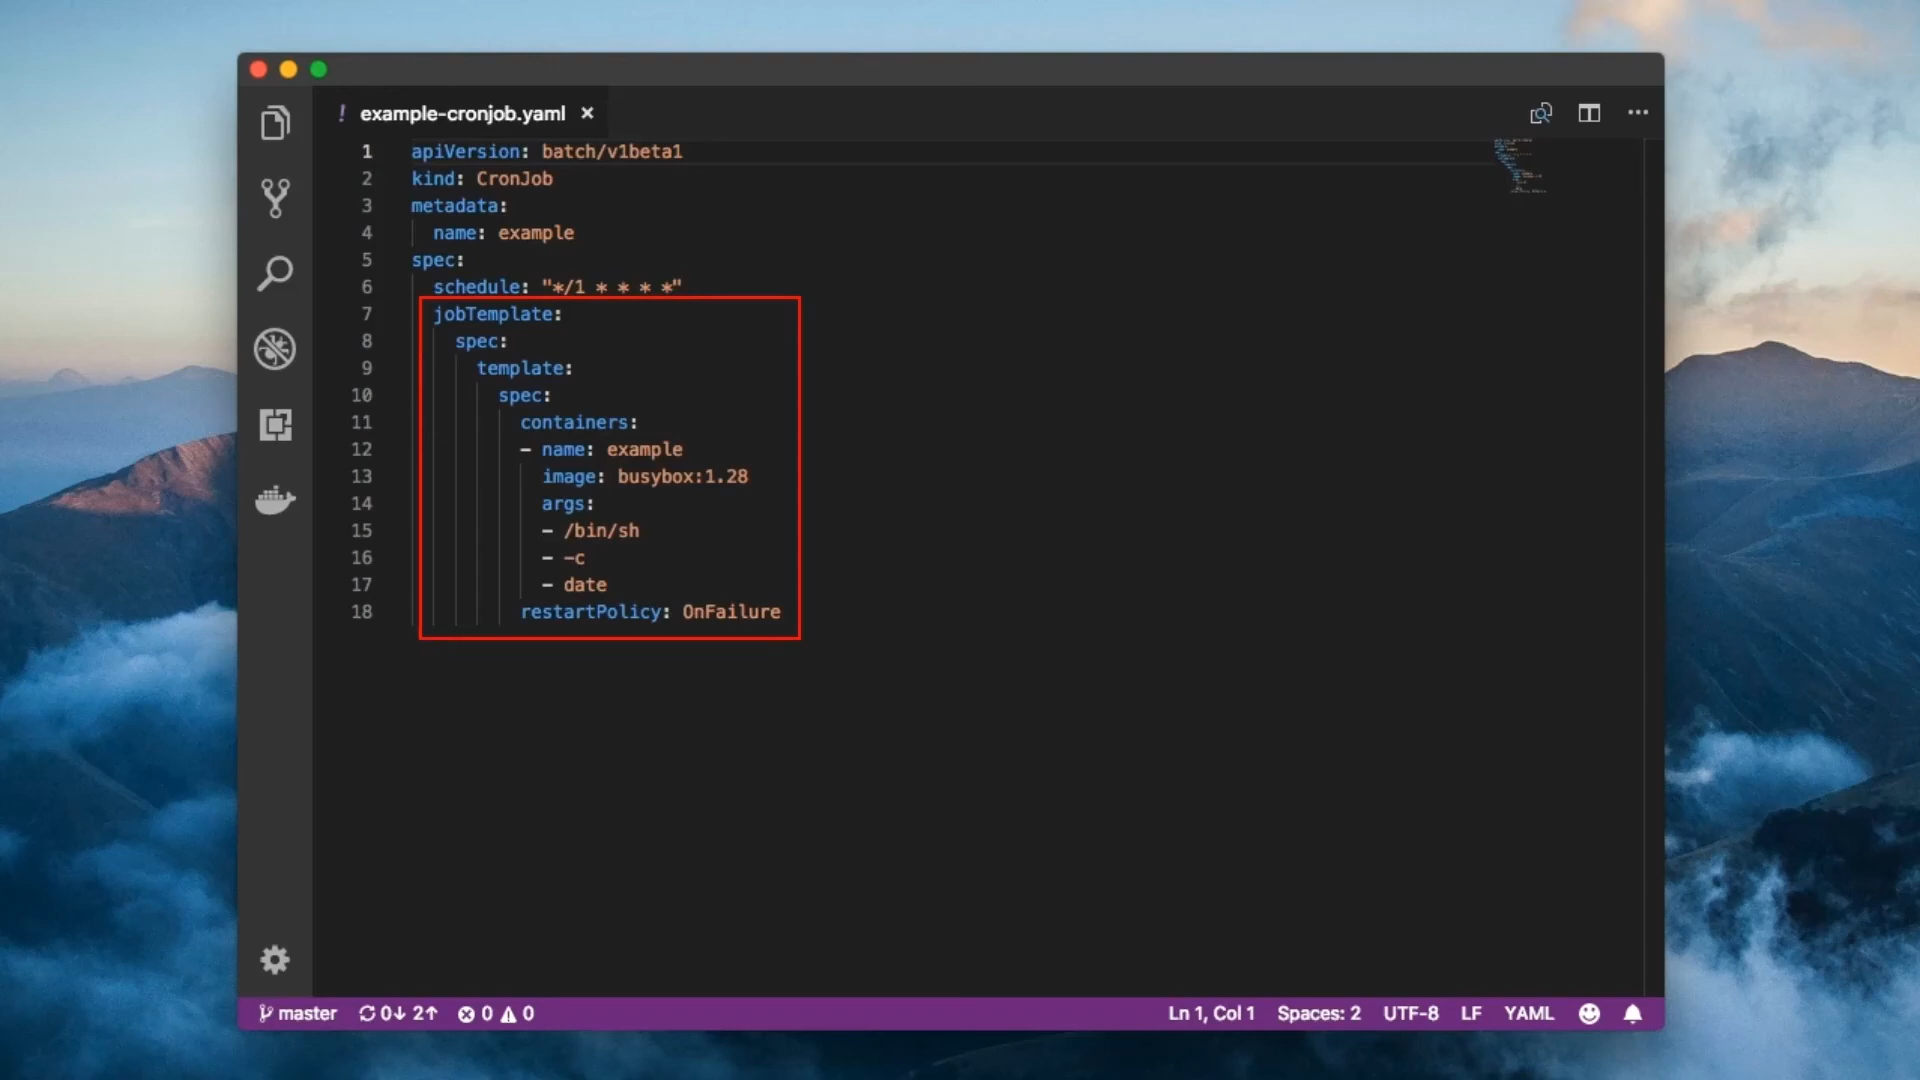 ! example-cronjob.yaml ×
1 apiVersion: batch/v1beta1
2 kind: CronJob
3 metadata:
4 name: example
5 spec:
6 schedule: "*/1 * * * *"
7 jobTemplate:
8 spec:
9 template:
10 spec:
11 containers:
12 - name: example
13 image: busybox:1.28
14 args:
15 - /bin/sh
16 - -c
17 - date
18 restartPolicy: OnFailure
master 0↓ 2↑ 0 0 Ln 1, Col 1 Spaces: 2 UTF-8 LF YAML